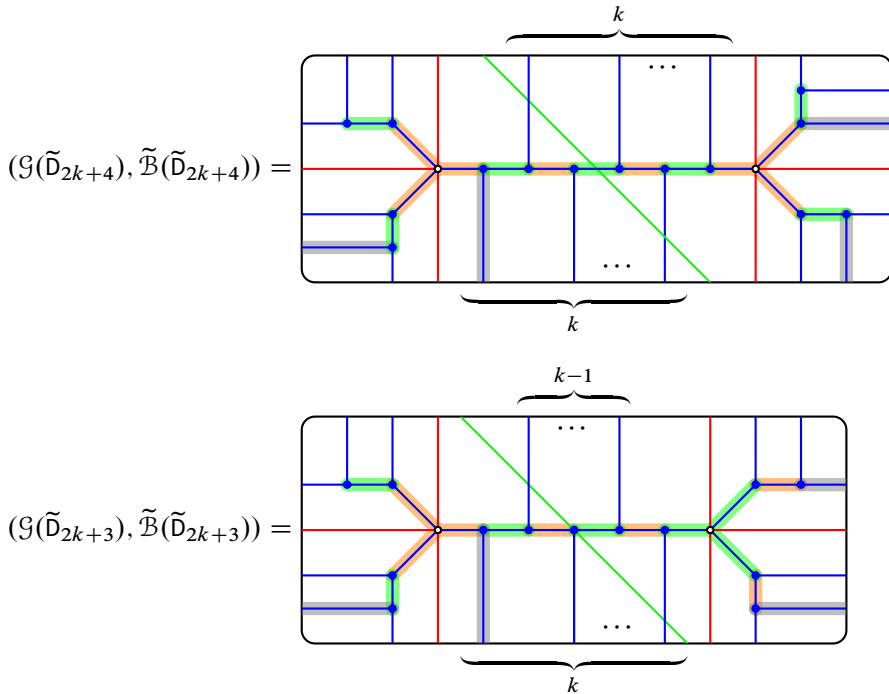 k
...
(𝒢(D̃₂ₖ₊₄), ℬ̃(D̃₂ₖ₊₄)) =
...
k
k−1
...
(𝒢(D̃₂ₖ₊₃), ℬ̃(D̃₂ₖ₊₃)) =
...
k